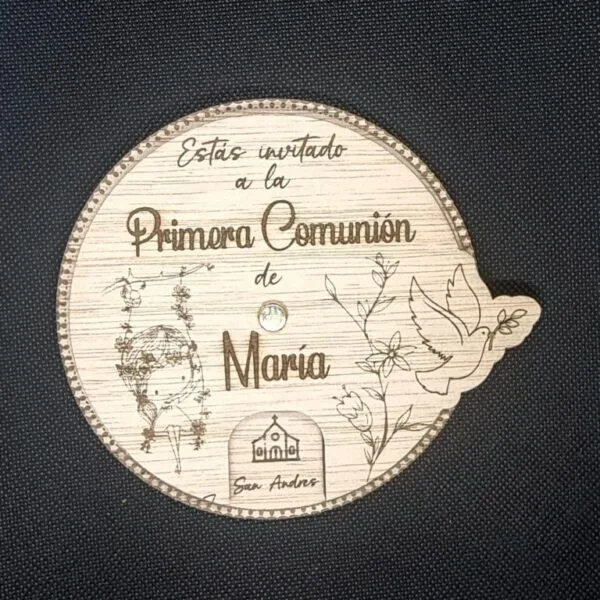 Estás invitado
a la
Primera Comunión
de
María
San Andres